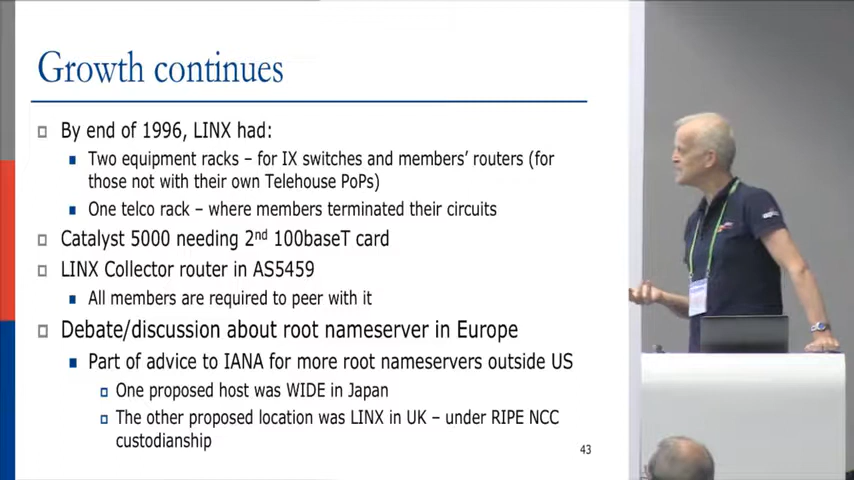 Growth continues
By end of 1996, LINX had:
Two equipment racks – for IX switches and members' routers (for
those not with their own Telehouse PoPs)
One telco rack – where members terminated their circuits
Catalyst 5000 needing 2nd 100baseT card
LINX Collector router in AS5459
All members are required to peer with it
Debate/discussion about root nameserver in Europe
Part of advice to IANA for more root nameservers outside US
One proposed host was WIDE in Japan
The other proposed location was LINX in UK – under RIPE NCC
custodianship
43